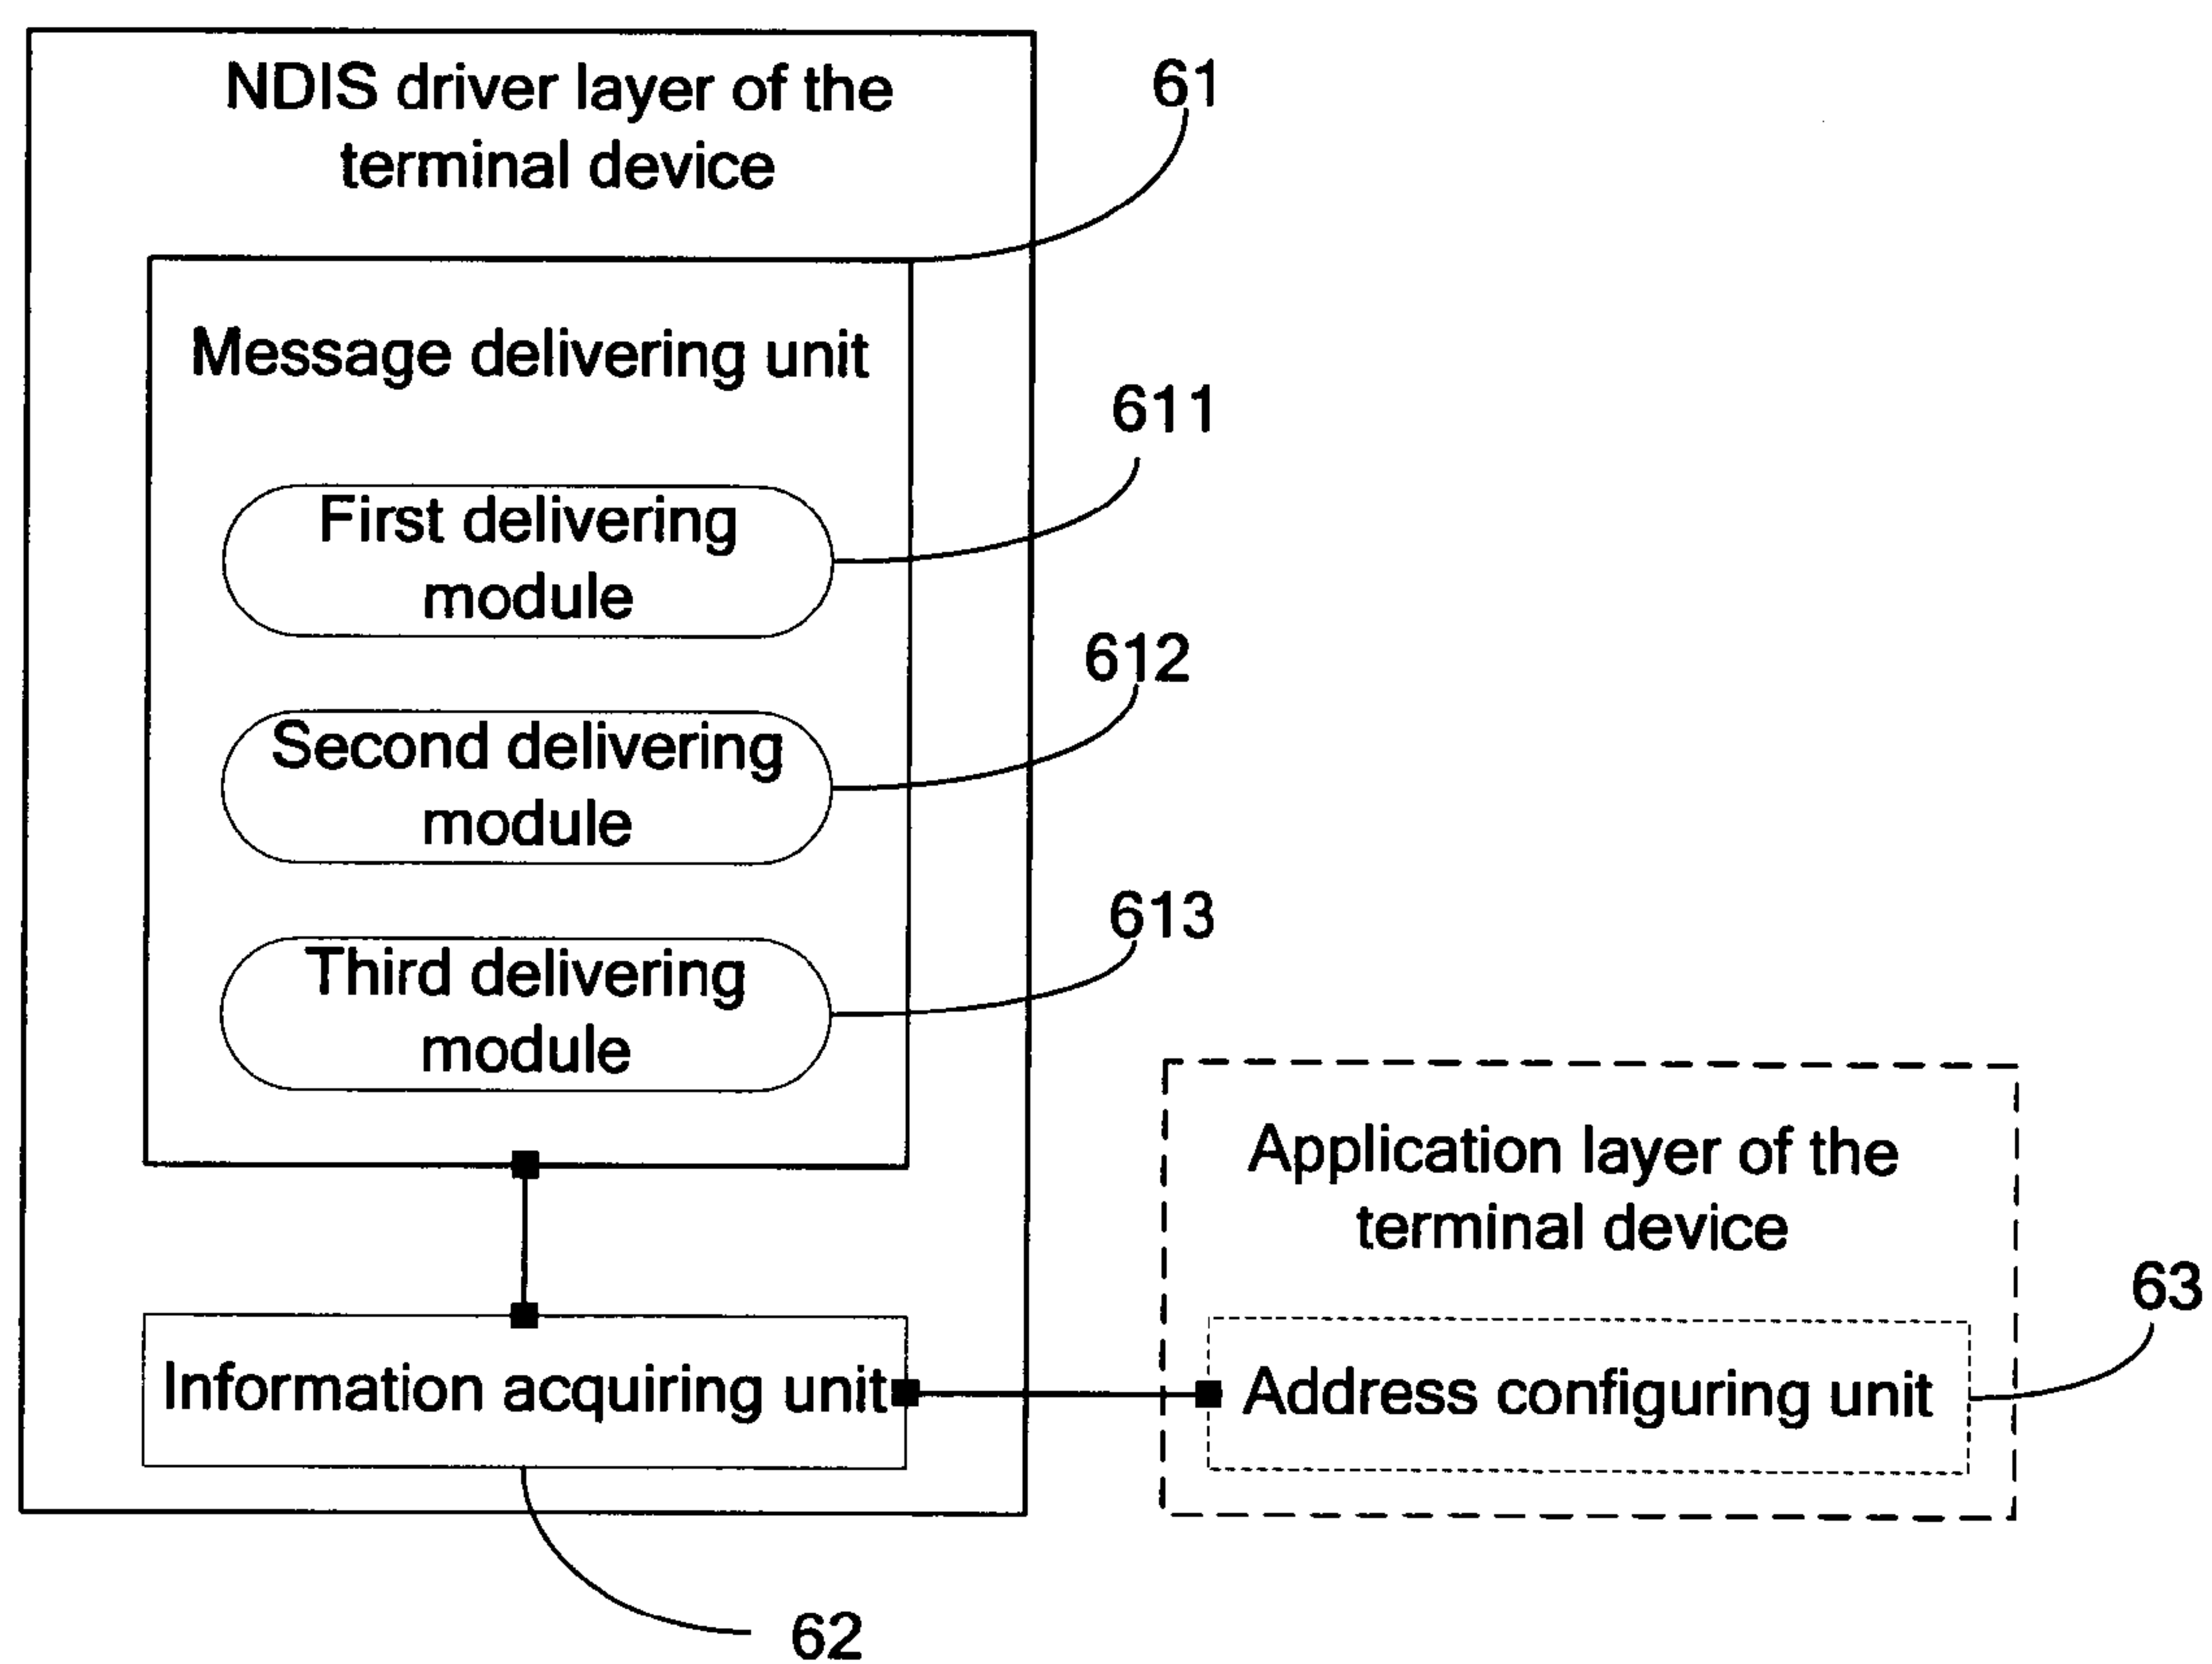 NDIS driver layer of the
terminal device
61
Message delivering unit
611
First delivering
module
612
Second delivering
module
613
Third delivering
module
Application layer of the
terminal device
63
Information acquiring unit
Address configuring unit
62